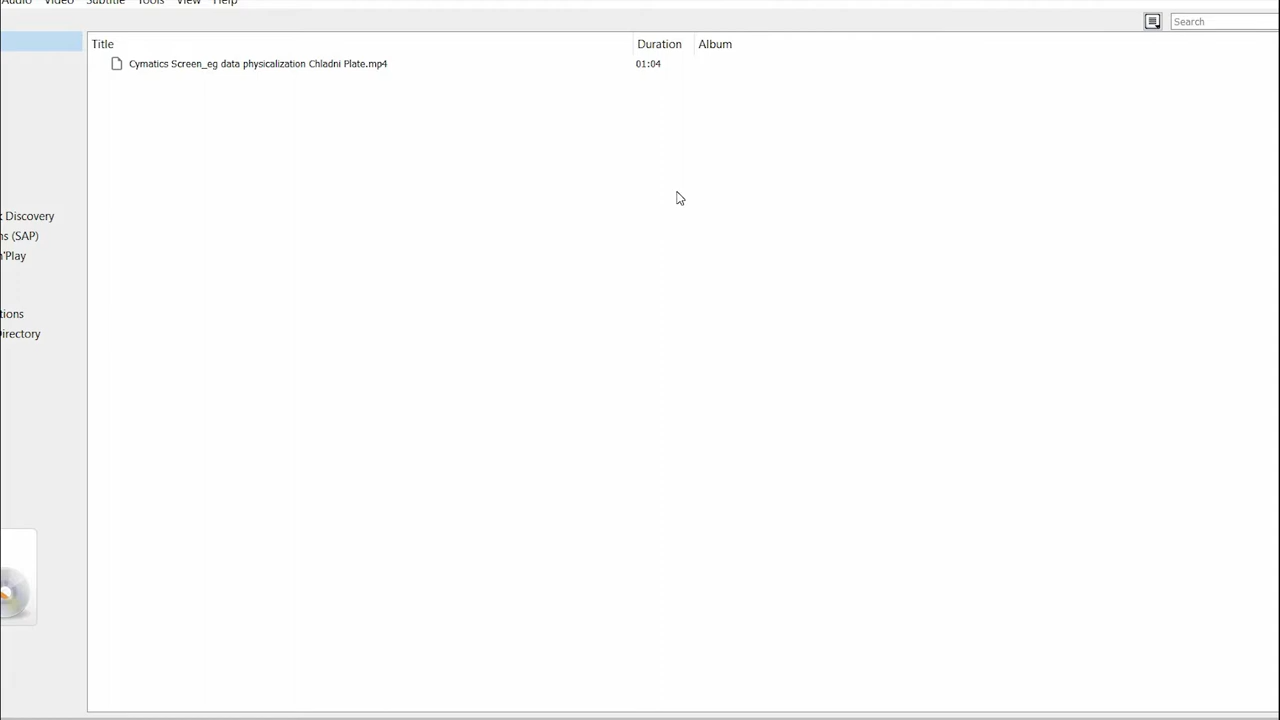 Audio Video Subtitle Tools View Help
Search
Title Duration Album
Cymatics Screen_eg data physicalization Chladni Plate.mp4 01:04
Discovery
(SAP)
n'Play
tions
Directory